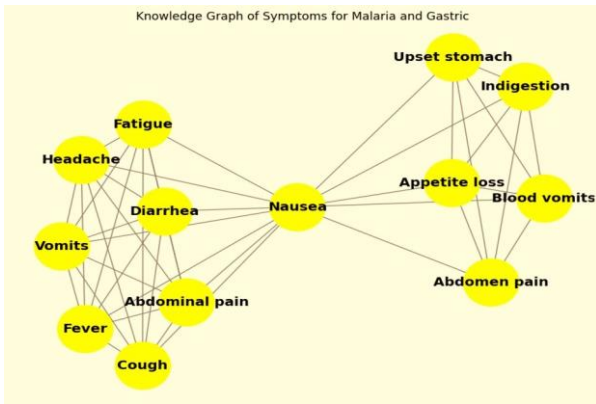 Knowledge Graph of Symptoms for Malaria and Gastric
Upset stomach
Indigestion
Fatigue
Headache
Appetite loss
Blood vomits
Diarrhea
Nausea
Vomits
Abdomen pain
Abdominal pain
Fever
Cough